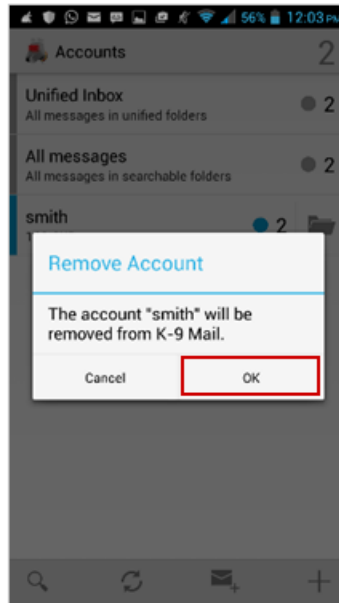 56% 12:03 PM
Accounts 2
Unified Inbox
All messages in unified folders
2
All messages
All messages in searchable folders
2
smith
2
Remove Account
The account "smith" will be
removed from K-9 Mail.
Cancel OK